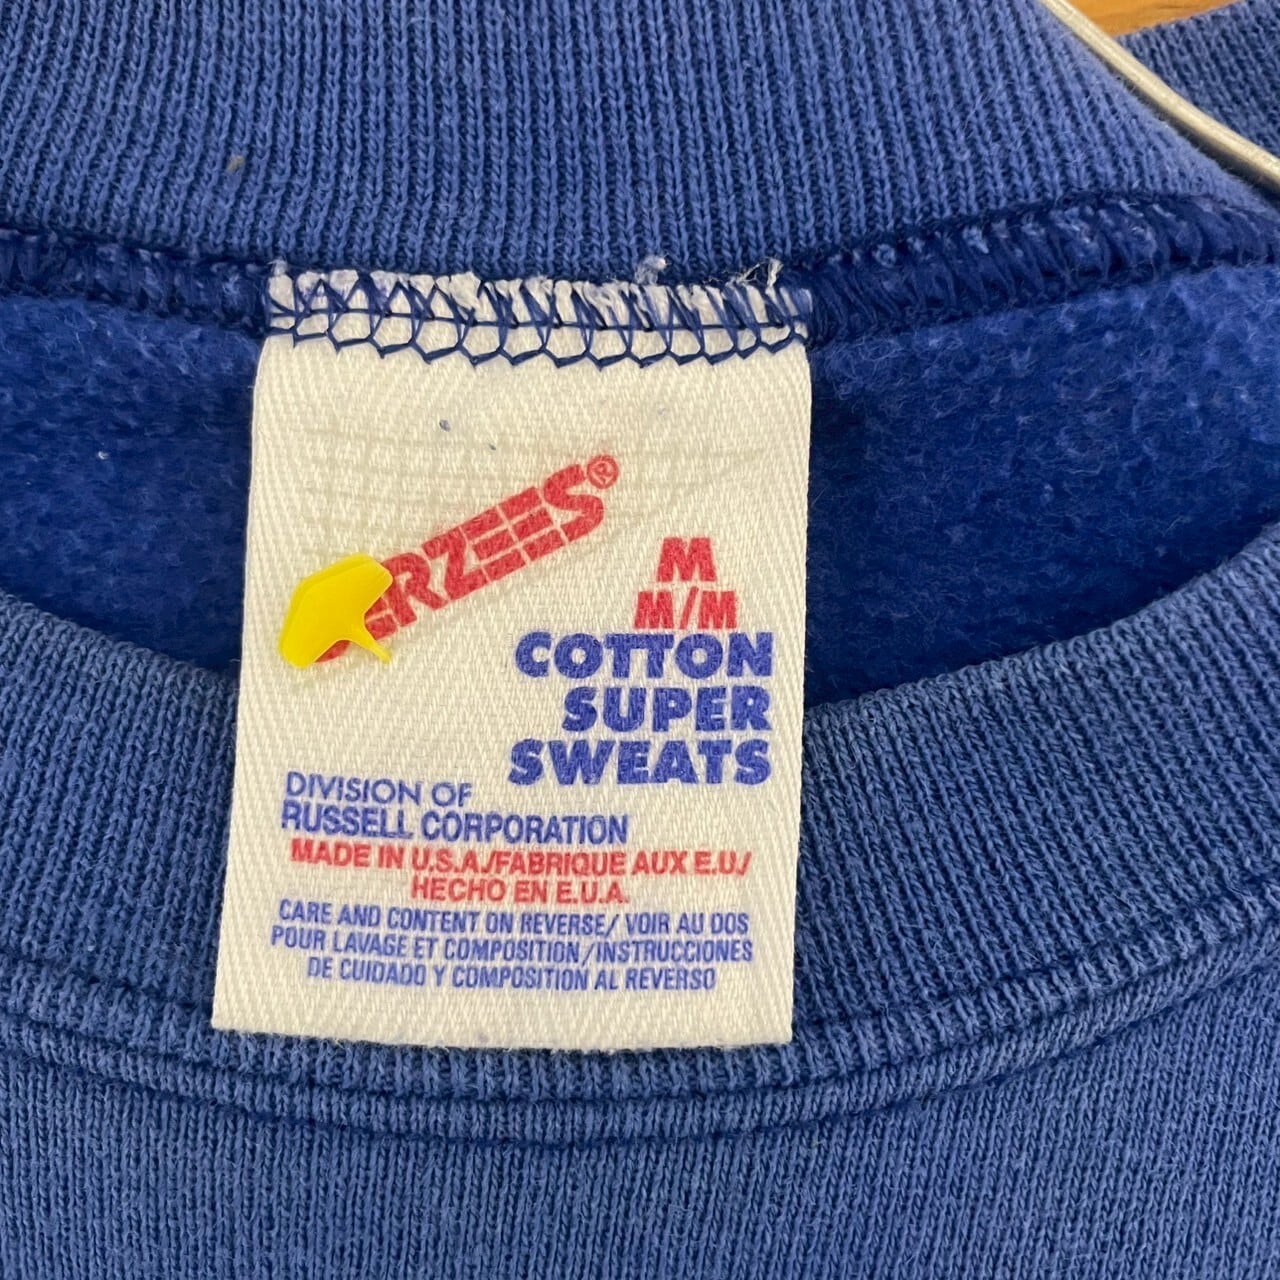 JERZEES®
M
M/M
COTTON
SUPER
SWEATS
DIVISION OF
RUSSELL CORPORATION
MADE IN U.S.A./FABRIQUE AUX E.U./
HECHO EN E.U.A.
CARE AND CONTENT ON REVERSE/ VOIR AU DOS
POUR LAVAGE ET COMPOSITION/INSTRUCCIONES
DE CUIDADO Y COMPOSITION AL REVERSO